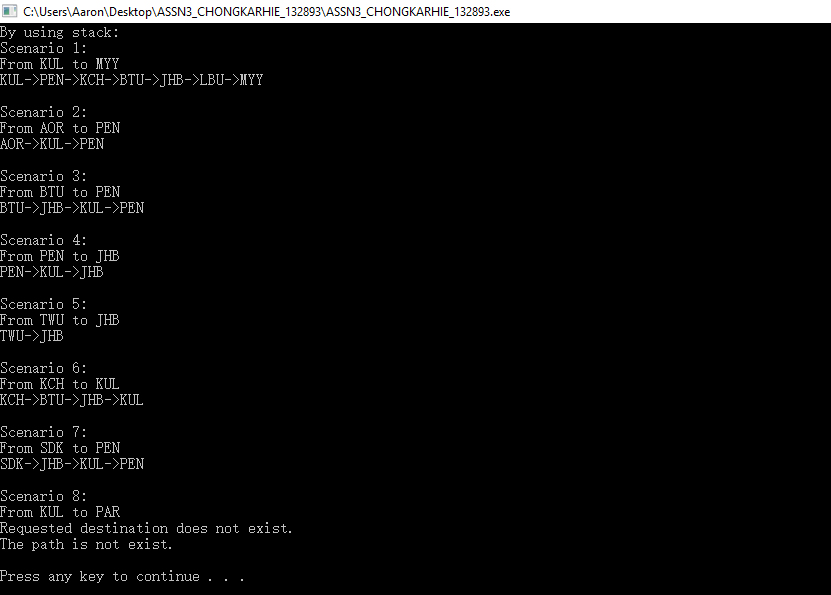 C:\Users\Aaron\Desktop\ASSN3_CHONGKARHIE_132893\ASSN3_CHONGKARHIE_132893.exe
By using stack:
Scenario 1:
From KUL to MYY
KUL->PEN->KCH->BTU->JHB->LBU->MYY
Scenario 2:
From AOR to PEN
AOR->KUL->PEN
Scenario 3:
From BTU to PEN
BTU->JHB->KUL->PEN
Scenario 4:
From PEN to JHB
PEN->KUL->JHB
Scenario 5:
From TWU to JHB
TWU->JHB
Scenario 6:
From KCH to KUL
KCH->BTU->JHB->KUL
Scenario 7:
From SDK to PEN
SDK->JHB->KUL->PEN
Scenario 8:
From KUL to PAR
Requested destination does not exist.
The path is not exist.
Press any key to continue . . .